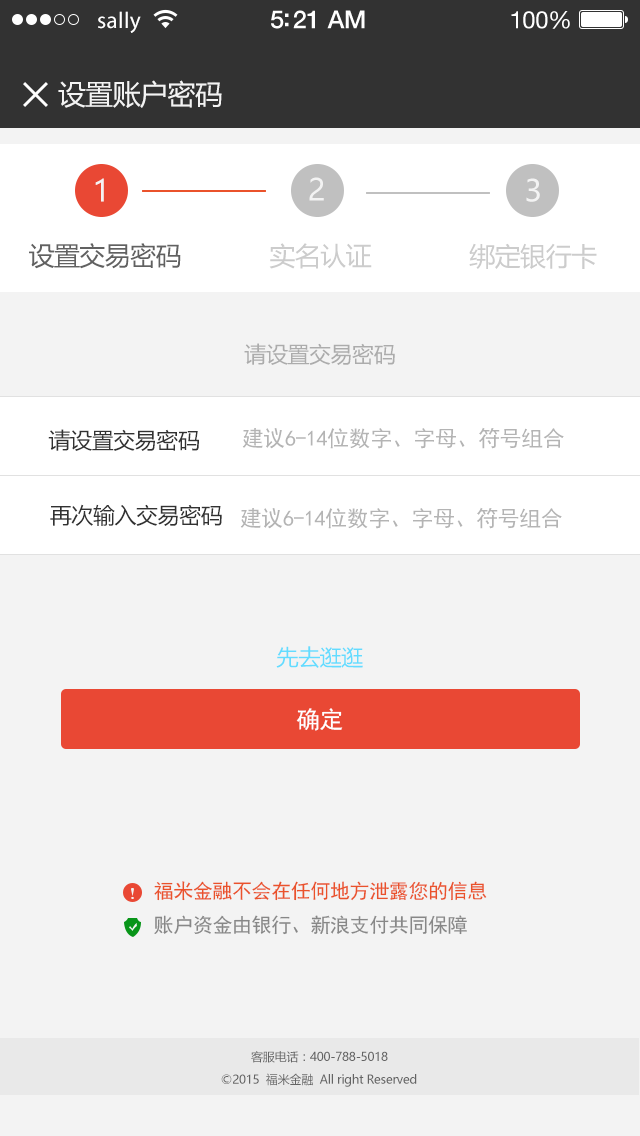 sally 5:21 AM 100%
设置账户密码
1 2 3
设置交易密码 实名认证 绑定银行卡
请设置交易密码
请设置交易密码 建议6-14位数字、字母、符号组合
再次输入交易密码 建议6-14位数字、字母、符号组合
先去逛逛
确定
福米金融不会在任何地方泄露您的信息
账户资金由银行、新浪支付共同保障
客服电话：400-788-5018
©2015 福米金融 All right Reserved